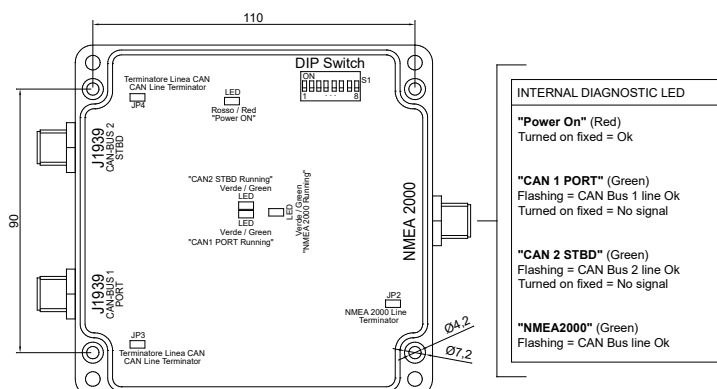 110
DIP Switch
ON
S1
1 ... 8
Terminatore Linea CAN
CAN Line Terminator
JP4
LED
Rosso / Red
"Power ON"
J1939
CAN-BUS 2
STBD
90
"CAN2 STBD Running"
Verde / Green
LED
LED
Verde / Green
"CAN1 PORT Running"
LED
Verde / Green
"NMEA 2000 Running"
NMEA 2000
J1939
CAN-BUS 1
PORT
JP2
NMEA 2000 Line
Terminator
JP3
Terminatore Linea CAN
CAN Line Terminator
Ø4,2
Ø7,2
INTERNAL DIAGNOSTIC LED
"Power On" (Red)
Turned on fixed = Ok
"CAN 1 PORT" (Green)
Flashing = CAN Bus 1 line Ok
Turned on fixed = No signal
"CAN 2 STBD" (Green)
Flashing = CAN Bus 2 line Ok
Turned on fixed = No signal
"NMEA2000" (Green)
Flashing = CAN Bus line Ok